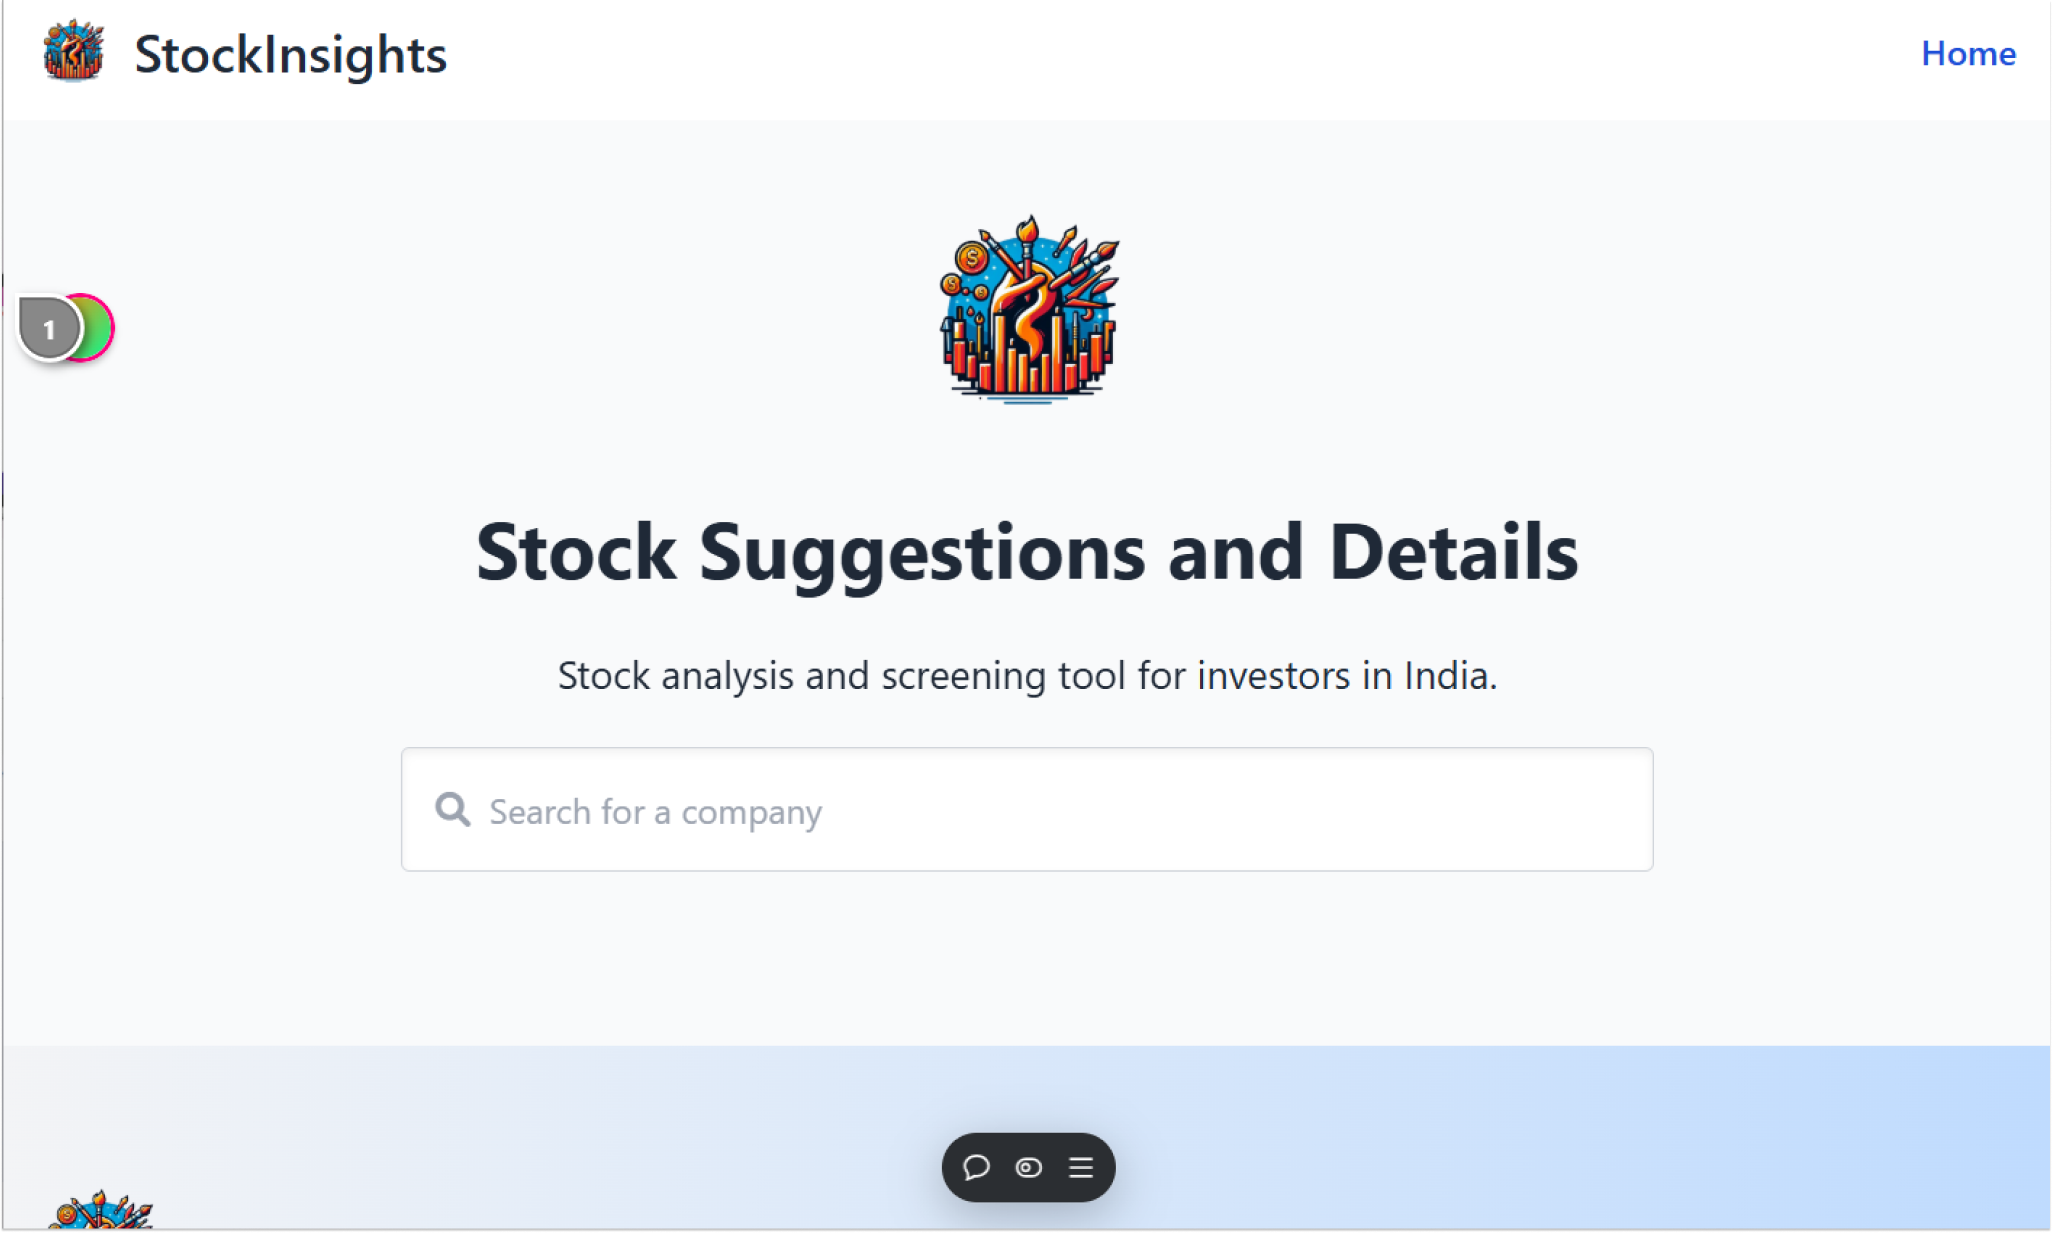 StockInsights
Home
1
Stock Suggestions and Details
Stock analysis and screening tool for investors in India.
Search for a company